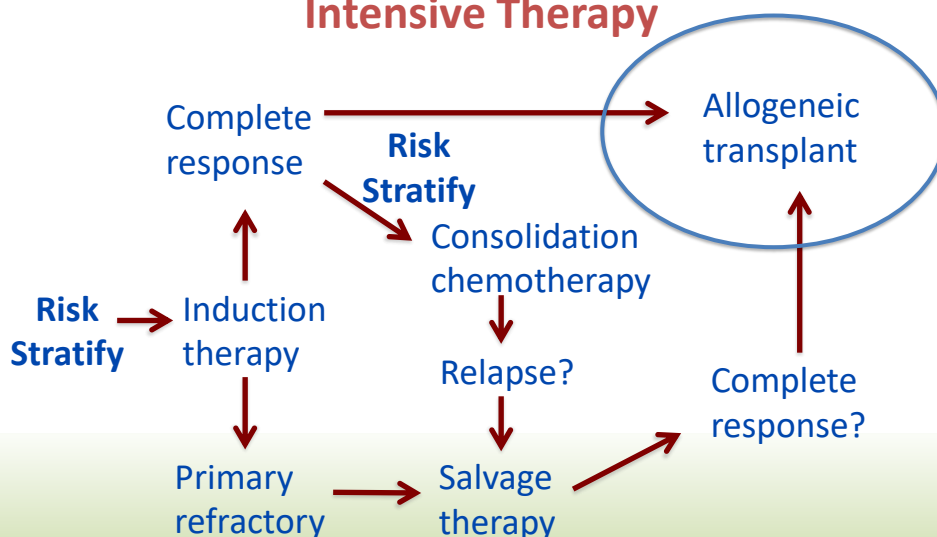 Intensive Therapy
Complete
response
Allogeneic
transplant
Risk
Stratify
Consolidation
chemotherapy
Risk
Stratify
Induction
therapy
Relapse?
Complete
response?
Primary
refractory
Salvage
therapy